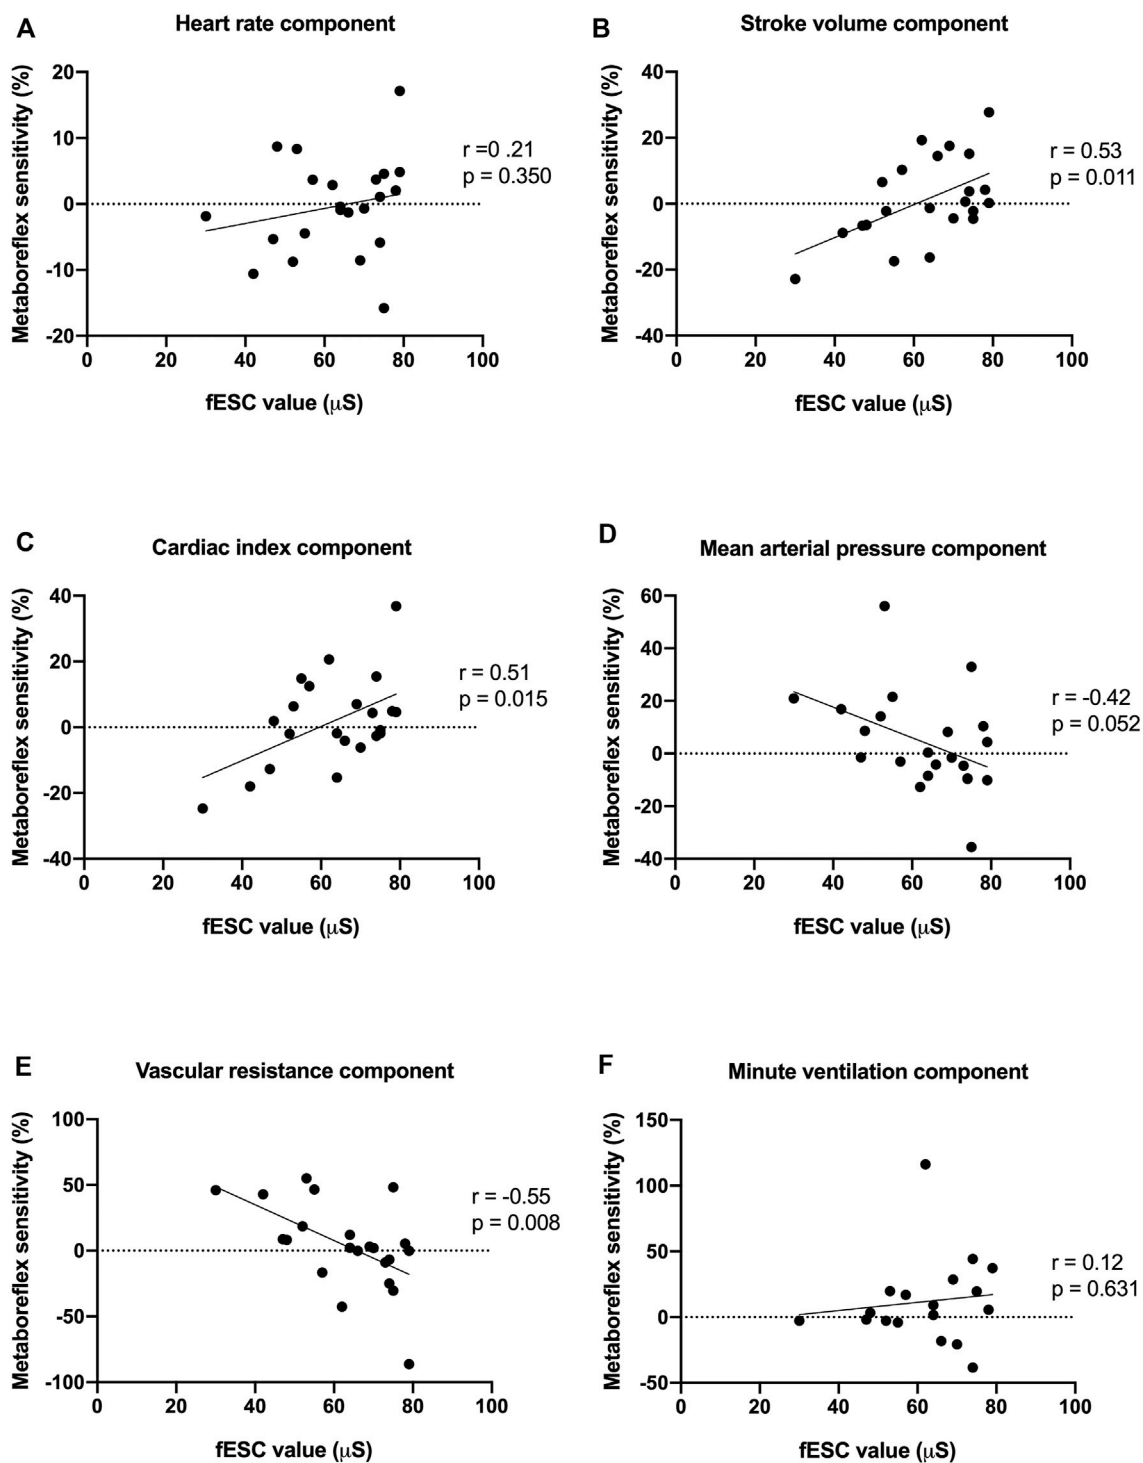 A
Heart rate component
Metaboreflex sensitivity (%)
20
10
0
-10
-20
0 20 40 60 80 100
fESC value (μS)
r =0 .21
p = 0.350
B
Stroke volume component
Metaboreflex sensitivity (%)
40
20
0
-20
-40
0 20 40 60 80 100
fESC value (μS)
r = 0.53
p = 0.011
C
Cardiac index component
Metaboreflex sensitivity (%)
40
20
0
-20
-40
0 20 40 60 80 100
fESC value (μS)
r = 0.51
p = 0.015
D
Mean arterial pressure component
Metaboreflex sensitivity (%)
60
40
20
0
-20
-40
0 20 40 60 80 100
fESC value (μS)
r = -0.42
p = 0.052
E
Vascular resistance component
Metaboreflex sensitivity (%)
100
50
0
-50
-100
0 20 40 60 80 100
fESC value (μS)
r = -0.55
p = 0.008
F
Minute ventilation component
Metaboreflex sensitivity (%)
150
100
50
0
-50
0 20 40 60 80 100
fESC value (μS)
r = 0.12
p = 0.631